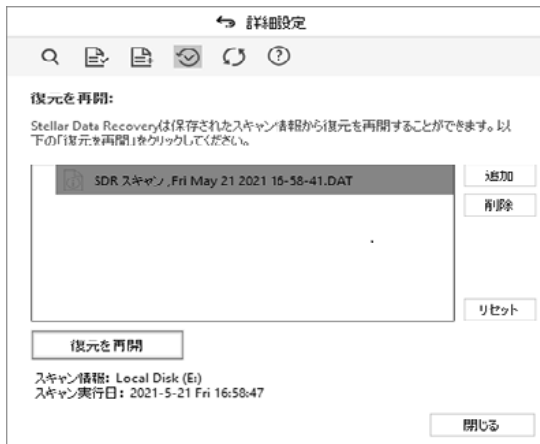 詳細設定
復元を再開:
Stellar Data Recoveryは保存されたスキャン情報から復元を再開することができます。以
下の「復元を再開」をクリックしてください。
SDR スキャン ,Fri May 21 2021 16-58-41.DAT
追加
削除
リセット
復元を再開
スキャン情報: Local Disk (E:)
スキャン実行日: 2021-5-21 Fri 16:58:47
閉じる